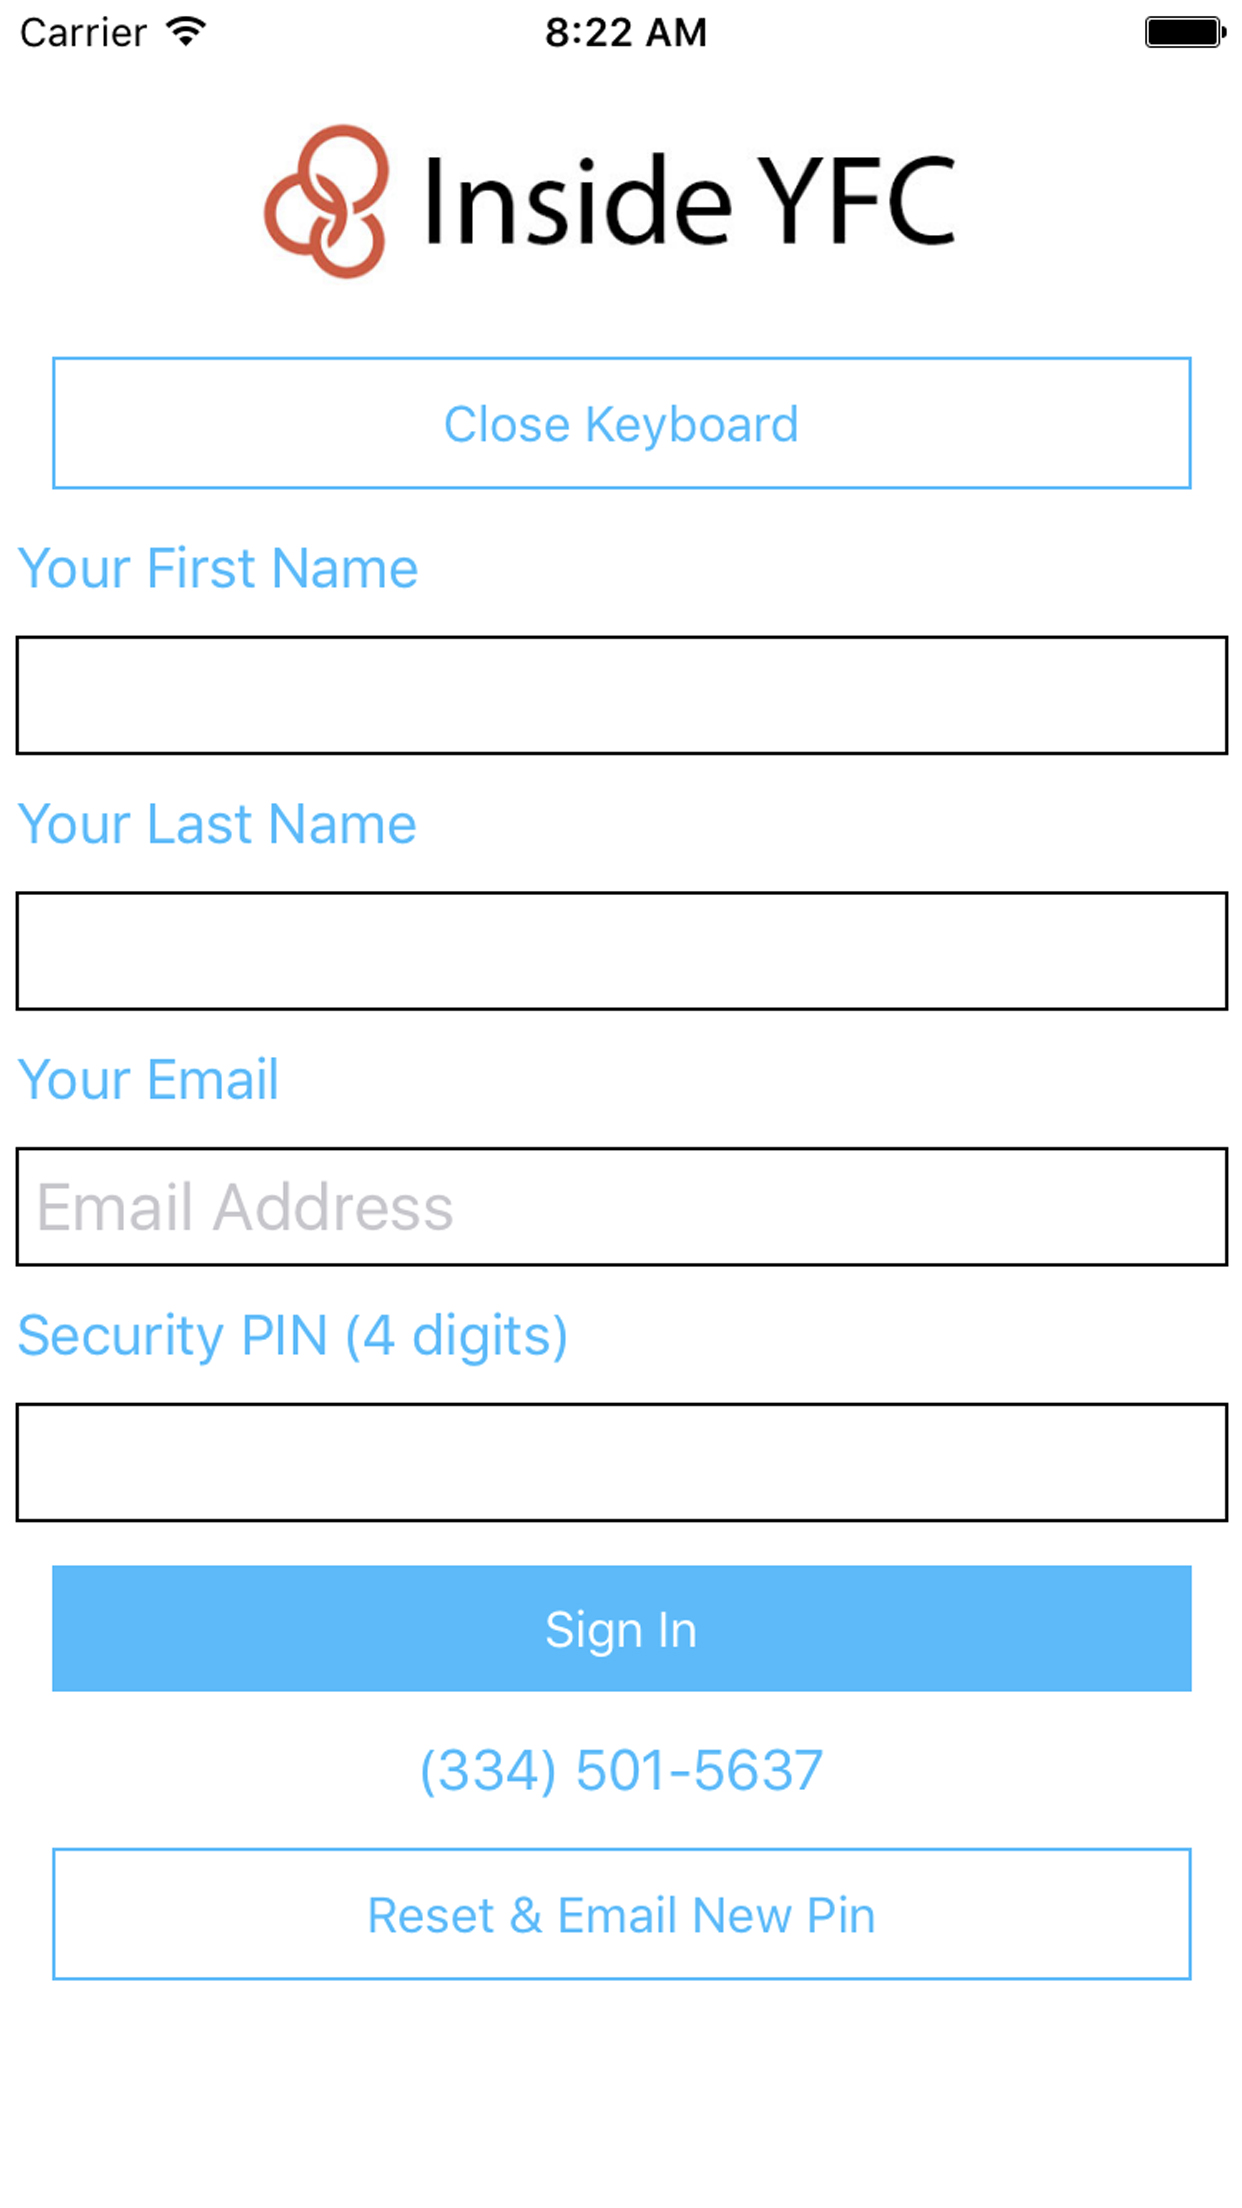 Carrier 8:22 AM
Inside YFC
Close Keyboard
Your First Name
Your Last Name
Your Email
Email Address
Security PIN (4 digits)
Sign In
(334) 501-5637
Reset & Email New Pin